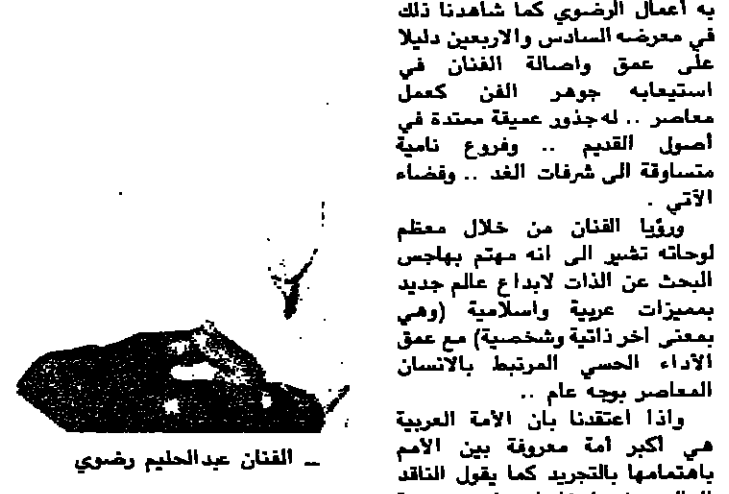 به أعمال الرضوي كما شاهدنا ذلك
في معرضه السادس والاربعين دليلا
على عمق واصالة الفنان في
استيعابه جوهر الفن كعمل
معاصر .. له جذور عميقة ممتدة في
أصول القديم .. وفروع نامية
متساوقة الى شرفات الغد .. وفضاء
الآتي .
ورؤيا الفنان من خلال معظم
لوحاته تشير الى انه مهتم بهاجس
البحث عن الذات لابداع عالم جديد
بمميزات عربية واسلامية (وهي
بمعنى آخر ذاتية وشخصية) مع عمق
الأداء الحسي المرتبط بالانسان
المعاصر بوجه عام ..
واذا اعتقدنا بان الأمة العربية
هي أكبر أمة معروفة بين الأمم
باهتمامها بالتجريد كما يقول الناقد
ــ الفنان عبدالحليم رضوي